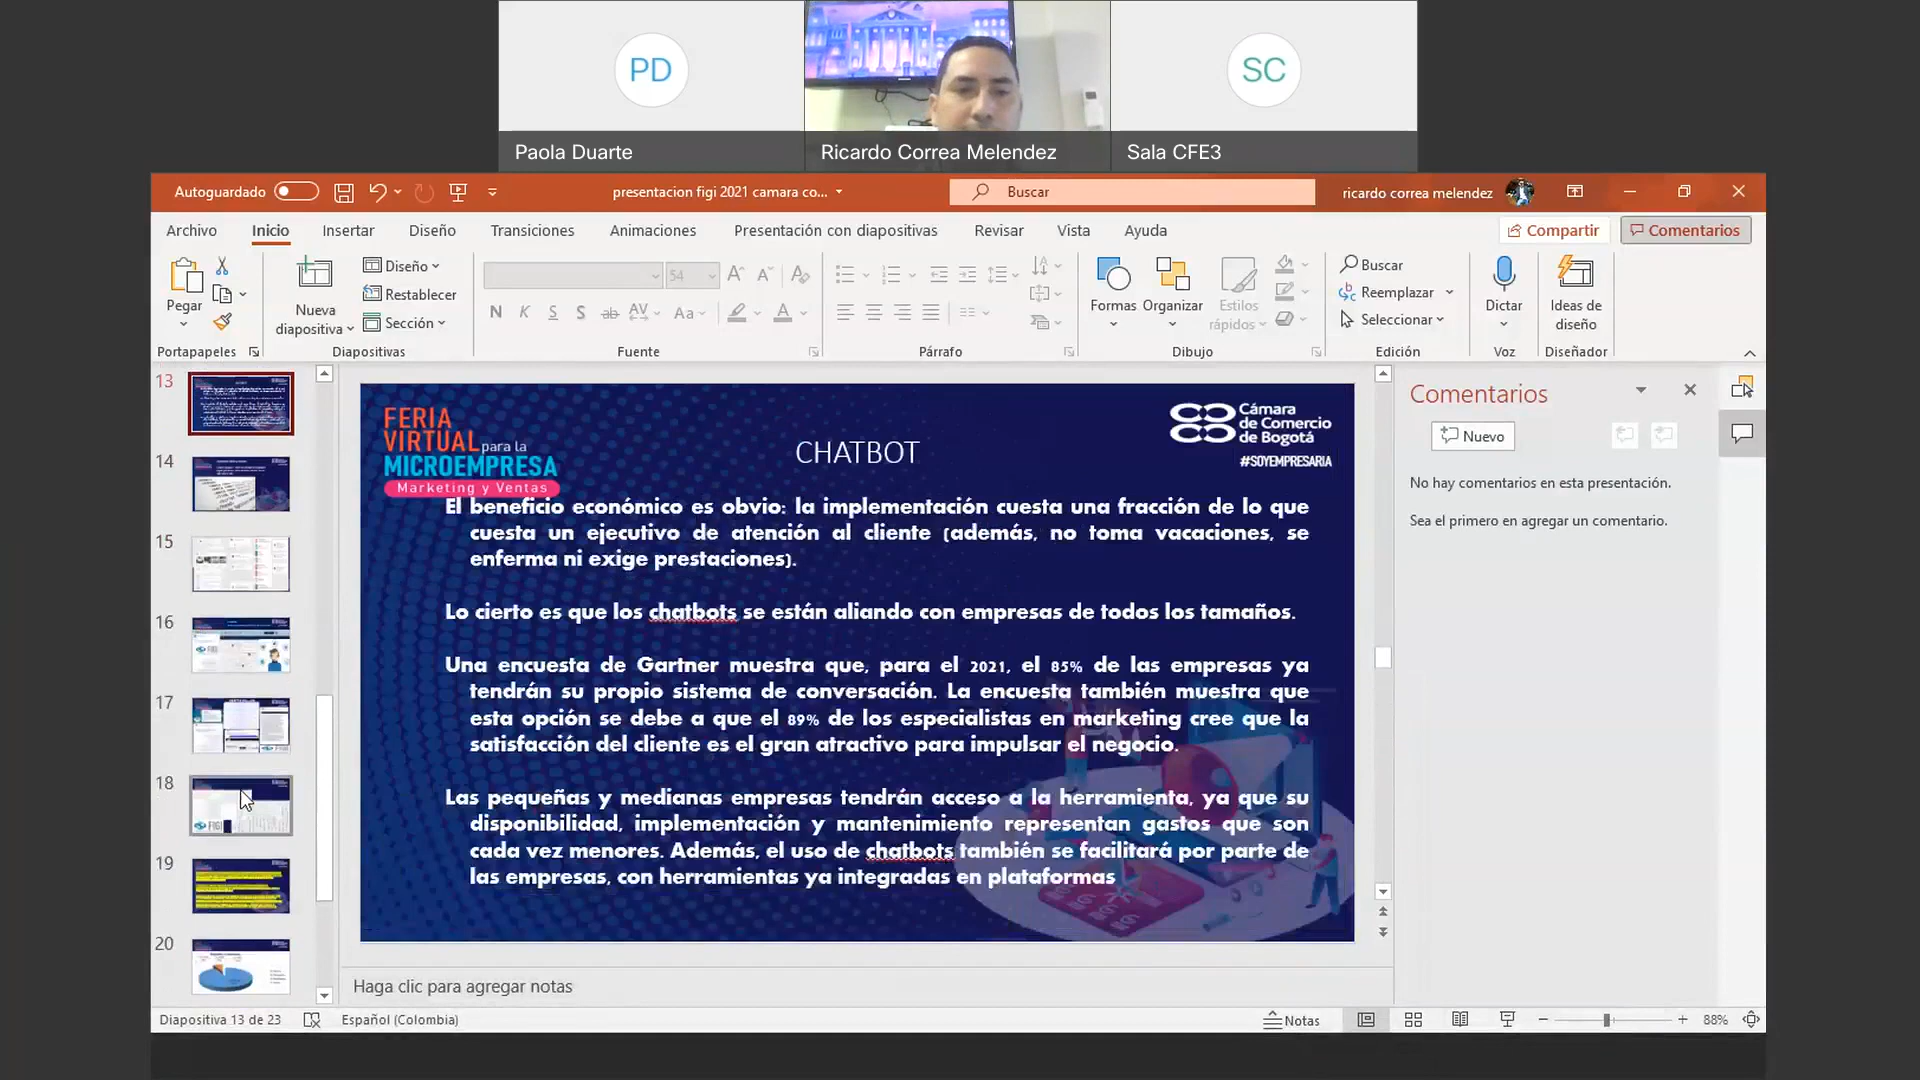 PD
SC
Paola Duarte
Ricardo Correa Melendez
Sala CFE3
Autoguardado
presentacion figi 2021 camara co...
Buscar
ricardo correa melendez
Archivo
Inicio
Insertar
Diseño
Transiciones
Animaciones
Presentación con diapositivas
Revisar
Vista
Ayuda
Compartir
Comentarios
Pegar
Nueva
diapositiva
Diseño
Restablecer
Sección
54
N K S S ab AV Aa A
Formas
Organizar
Estilos
rápidos
Buscar
Reemplazar
Seleccionar
Dictar
Ideas de
diseño
Portapapeles
Diapositivas
Fuente
Párrafo
Dibujo
Edición
Voz
Diseñador
13
14
15
16
17
18
19
20
FERIA
VIRTUAL para la
MICROEMPRESA
Marketing y Ventas
CHATBOT
Cámara
de Comercio
de Bogotá
#SOYEMPRESARIA
El beneficio económico es obvio: la implementación cuesta una fracción de lo que
cuesta un ejecutivo de atención al cliente (además, no toma vacaciones, se
enferma ni exige prestaciones).
Lo cierto es que los chatbots se están aliando con empresas de todos los tamaños.
Una encuesta de Gartner muestra que, para el 2021, el 85% de las empresas ya
tendrán su propio sistema de conversación. La encuesta también muestra que
esta opción se debe a que el 89% de los especialistas en marketing cree que la
satisfacción del cliente es el gran atractivo para impulsar el negocio.
Las pequeñas y medianas empresas tendrán acceso a la herramienta, ya que su
disponibilidad, implementación y mantenimiento representan gastos que son
cada vez menores. Además, el uso de chatbots también se facilitará por parte de
las empresas, con herramientas ya integradas en plataformas
Comentarios
Nuevo
No hay comentarios en esta presentación.
Sea el primero en agregar un comentario.
Haga clic para agregar notas
Diapositiva 13 de 23
Español (Colombia)
Notas
88%